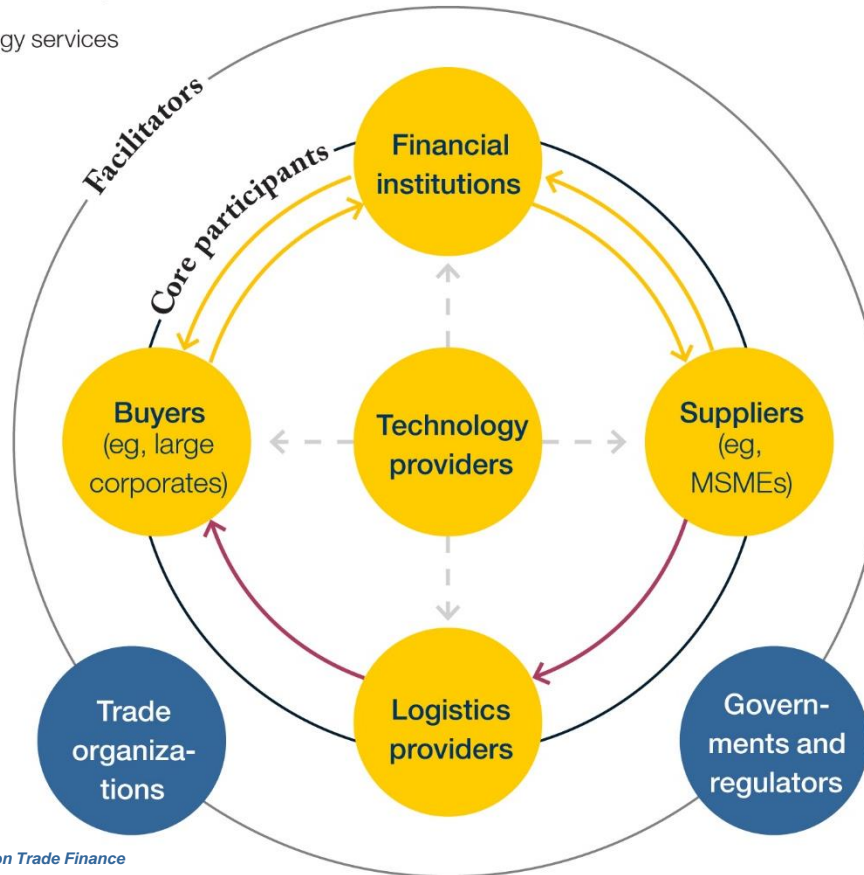 gy services
Facilitators
Core participants
Financial
institutions
Buyers
(eg, large
corporates)
Technology
providers
Suppliers
(eg,
MSMEs)
Logistics
providers
Trade
organiza-
tions
Govern-
ments and
regulators
on Trade Finance